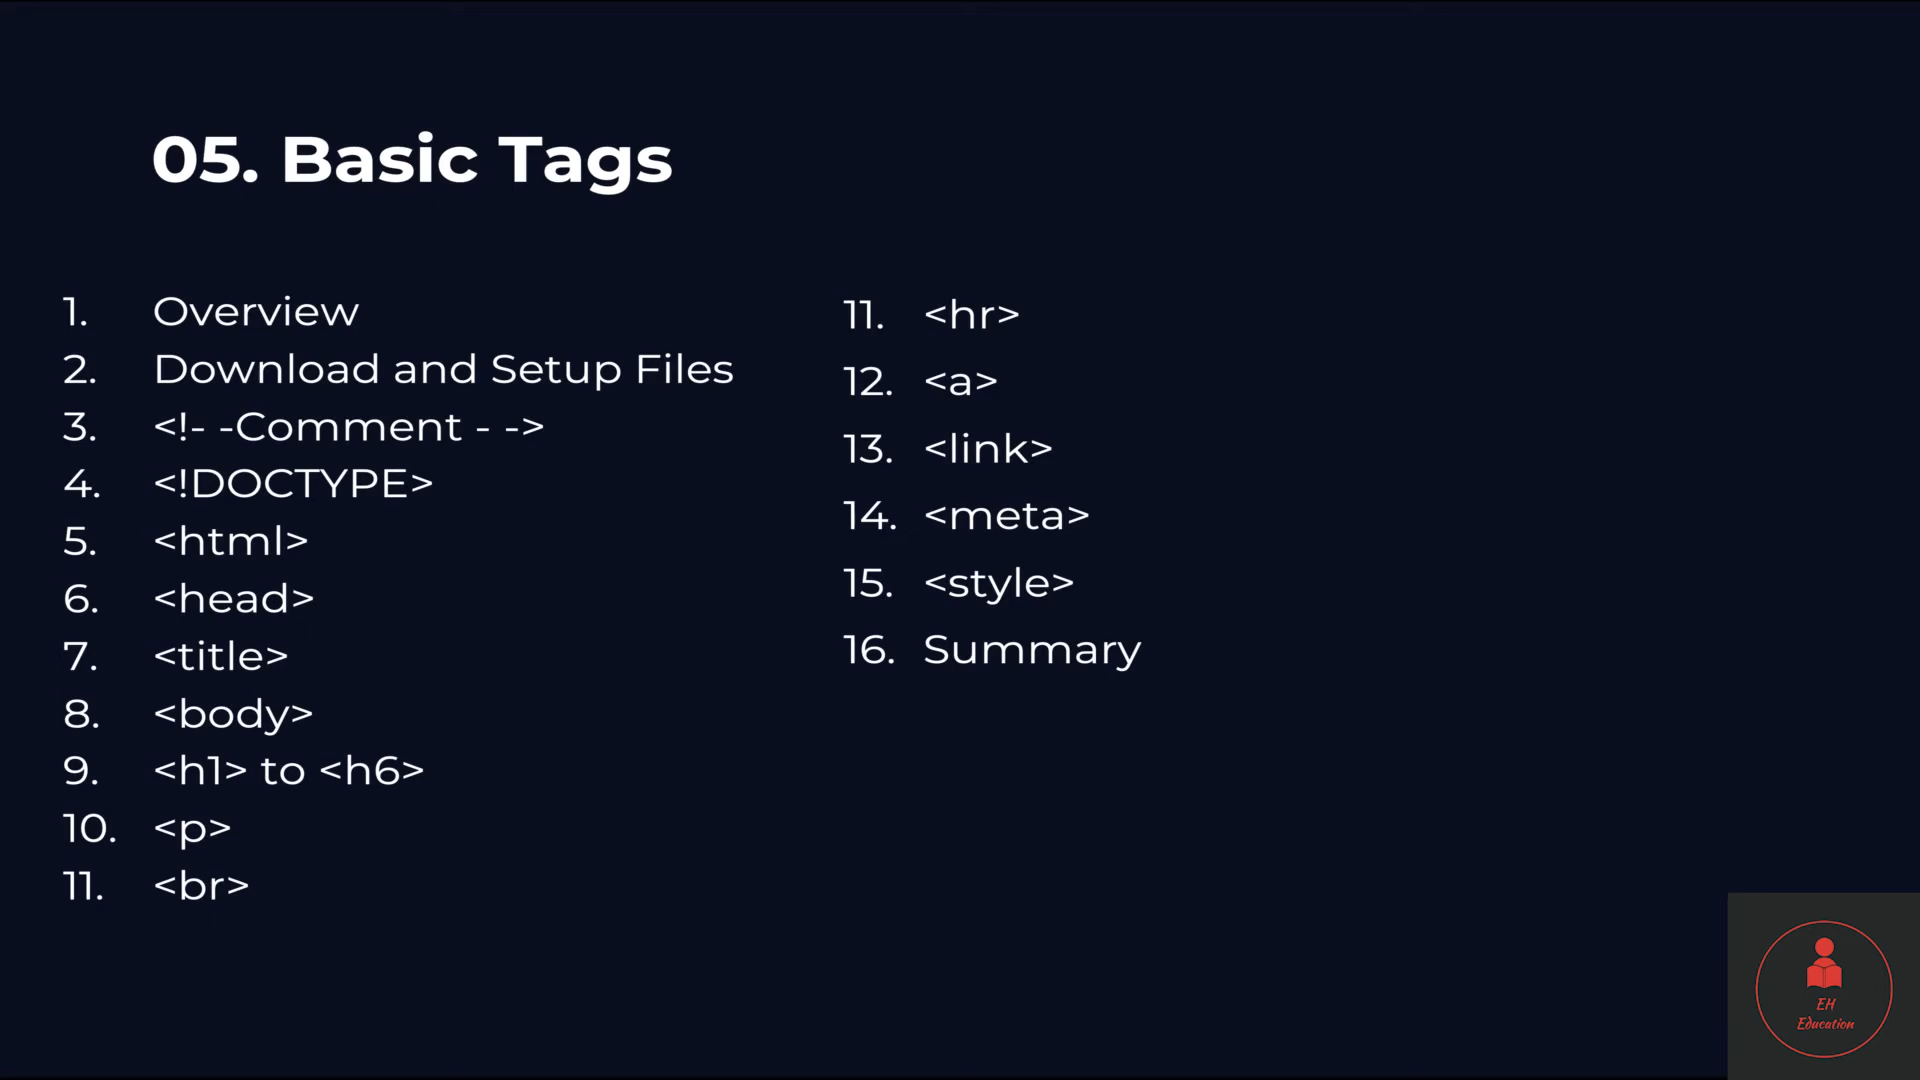 05. Basic Tags
1. Overview
2. Download and Setup Files
3. <!- -Comment - ->
4. <!DOCTYPE>
5. <html>
6. <head>
7. <title>
8. <body>
9. <h1> to <h6>
10. <p>
11. <br>
11. <hr>
12. <a>
13. <link>
14. <meta>
15. <style>
16. Summary
EH
Education